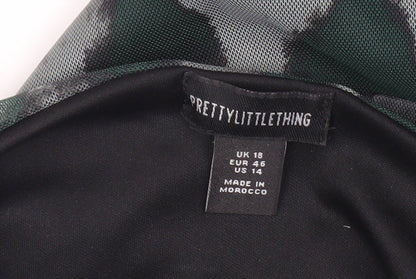 PRETTYLITTLETHING
UK 18
EUR 46
US 14
MADE IN
MOROCCO